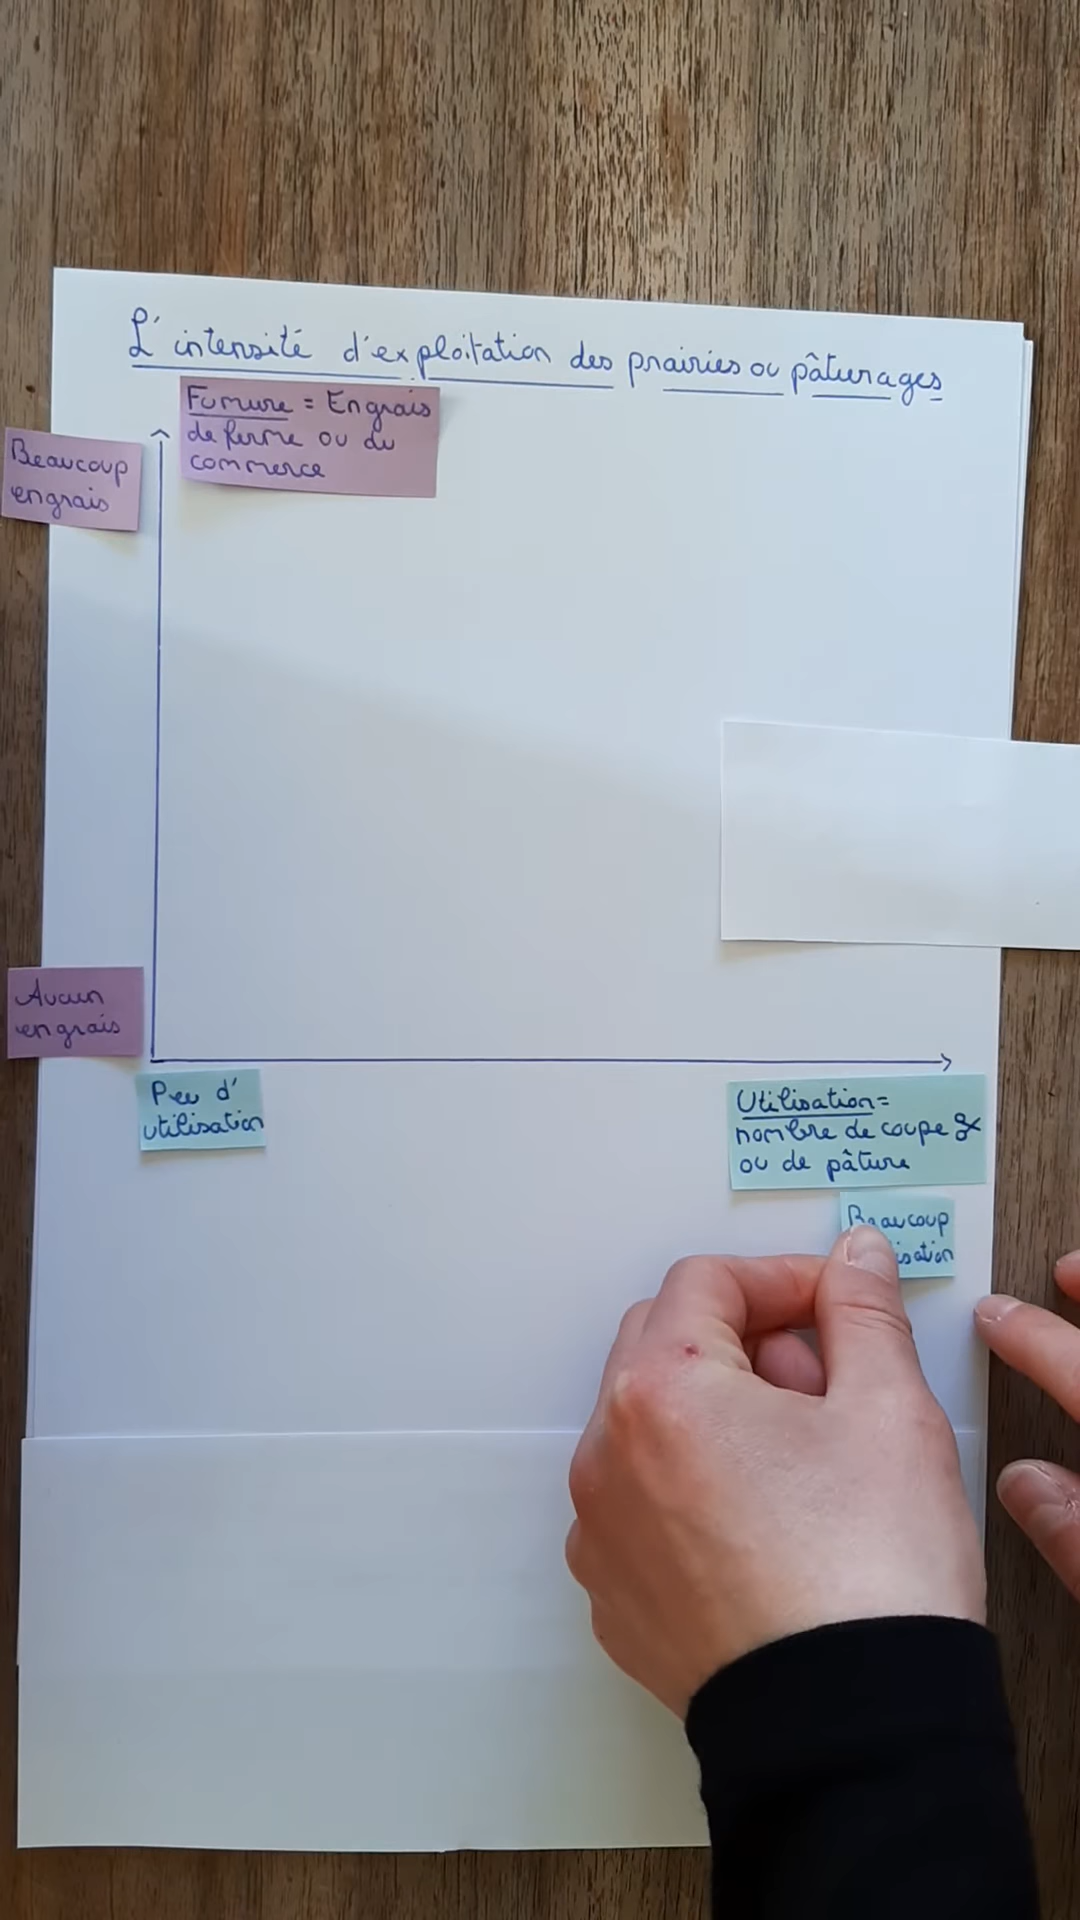 L'intensité d'exploitation des prairies ou pâturages
Fumure = Engrais
de ferme ou du
commerce
Beaucoup
engrais
Aucun
engrais
Peu d'
utilisation
Utilisation =
nombre de coupe
ou de pâture
Beaucoup